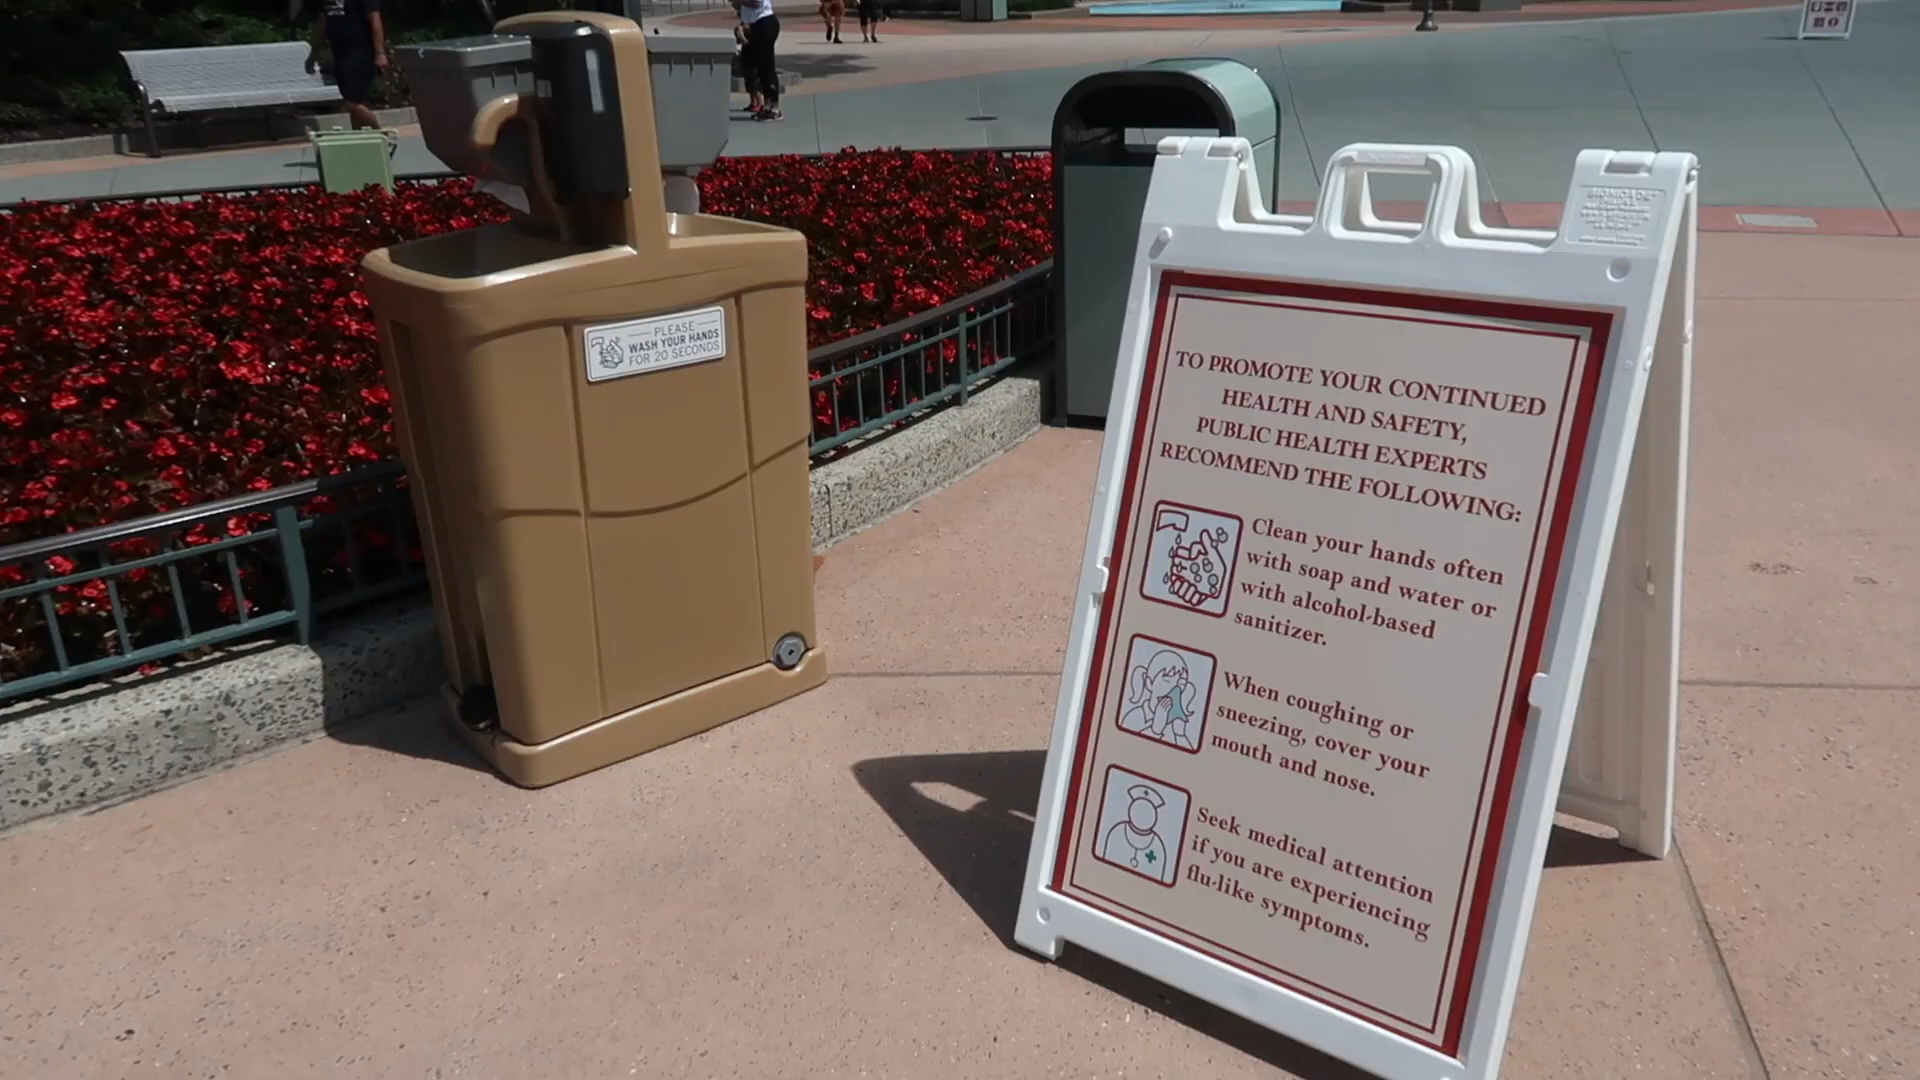 PLEASE
WASH YOUR HANDS
FOR 20 SECONDS
TO PROMOTE YOUR CONTINUED
HEALTH AND SAFETY,
PUBLIC HEALTH EXPERTS
RECOMMEND THE FOLLOWING:
Clean your hands often
with soap and water or
with alcohol-based
sanitizer.
When coughing or
sneezing, cover your
mouth and nose.
Seek medical attention
if you are experiencing
flu-like symptoms.